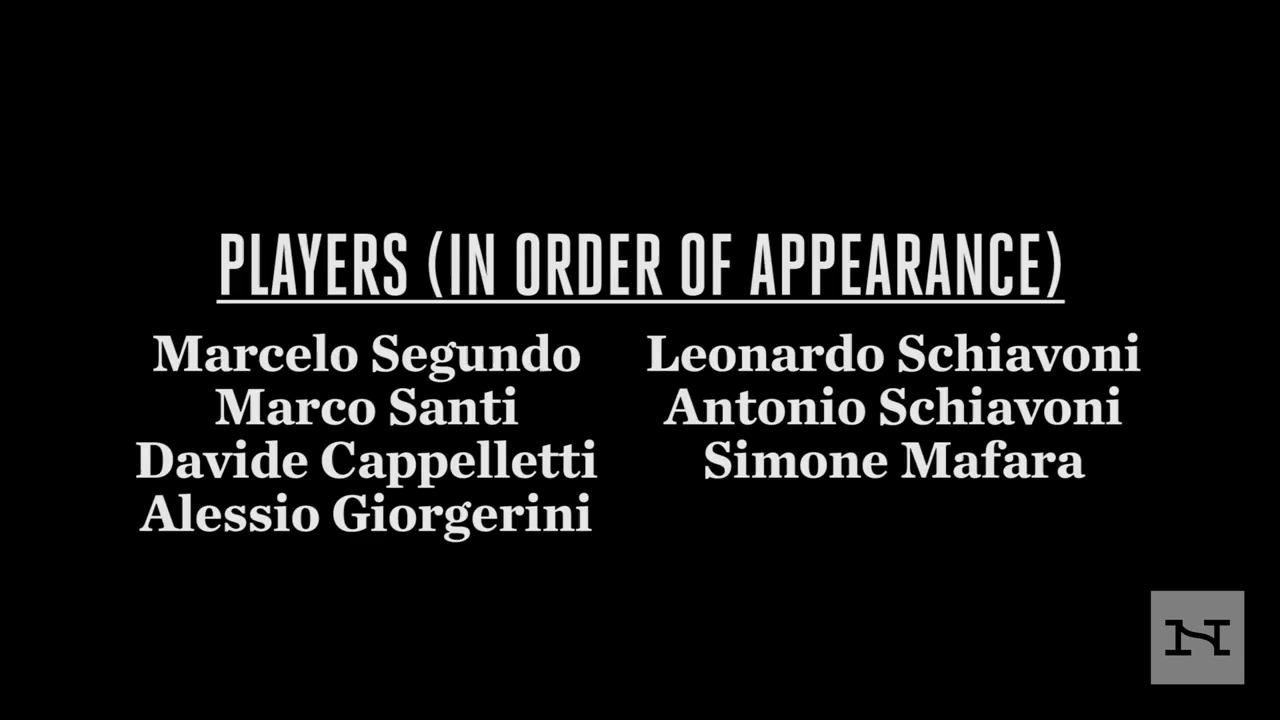 PLAYERS (IN ORDER OF APPEARANCE)
Marcelo Segundo
Marco Santi
Davide Cappelletti
Alessio Giorgerini
Leonardo Schiavoni
Antonio Schiavoni
Simone Mafara
N